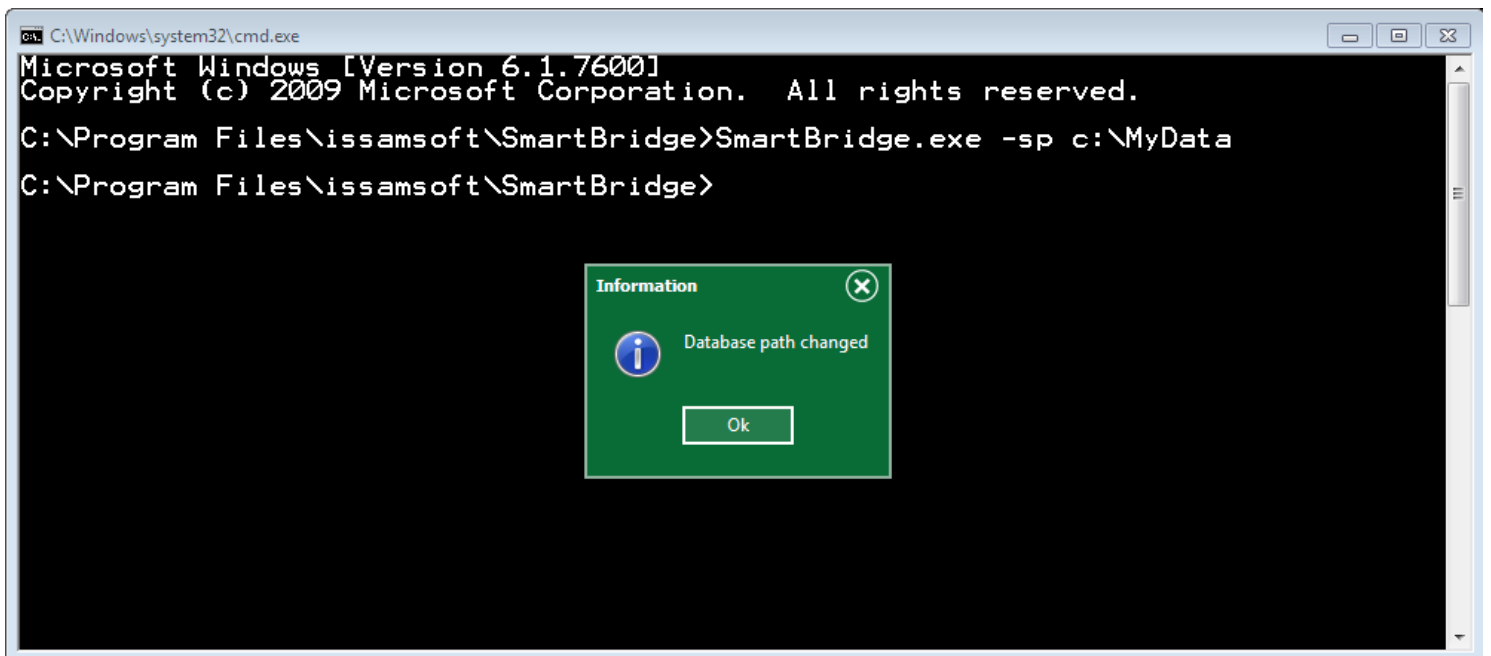 C:\Windows\system32\cmd.exe
Microsoft Windows [Version 6.1.7600]
Copyright (c) 2009 Microsoft Corporation.  All rights reserved.
C:\Program Files\issamsoft\SmartBridge>SmartBridge.exe -sp c:\MyData
C:\Program Files\issamsoft\SmartBridge>
Information
Database path changed
Ok